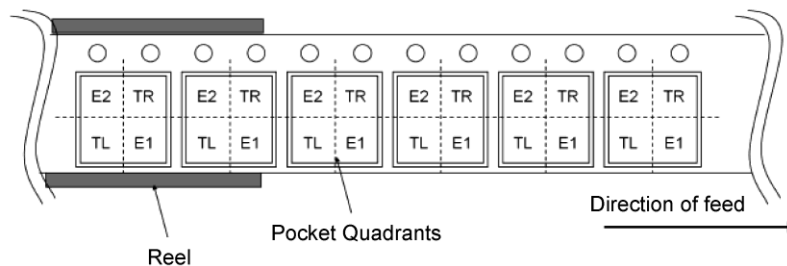 E2 TR E2 TR E2 TR E2 TR E2 TR E2 TR
TL E1 TL E1 TL E1 TL E1 TL E1 TL E1
Direction of feed
Pocket Quadrants
Reel